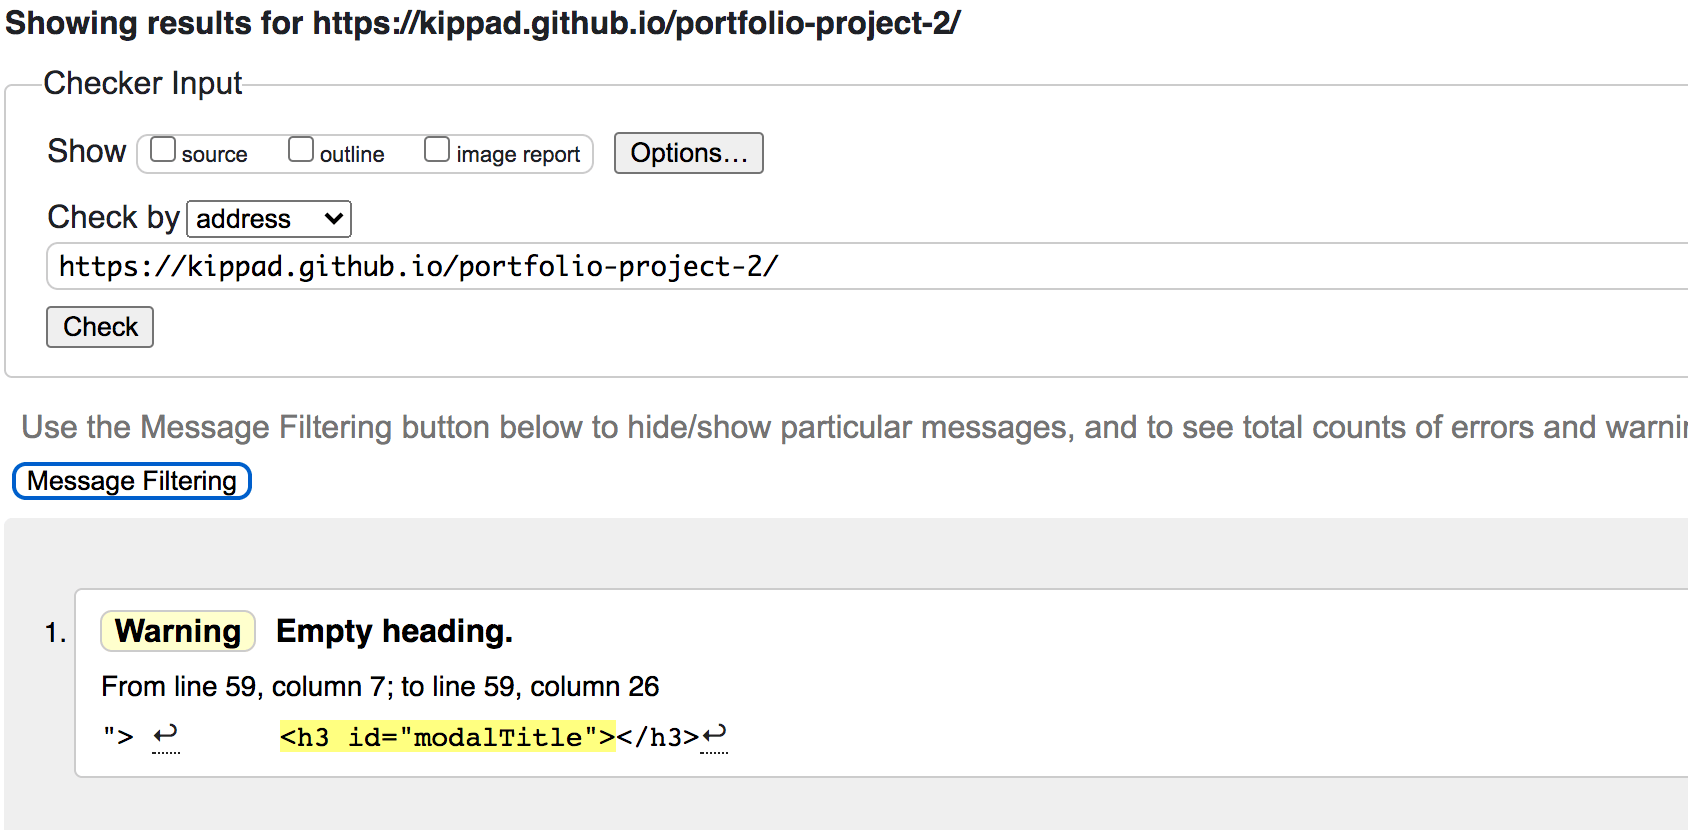 Showing results for https://kippad.github.io/portfolio-project-2/
Checker Input
Show source outline image report Options...
Check by address
https://kippad.github.io/portfolio-project-2/
Check
Use the Message Filtering button below to hide/show particular messages, and to see total counts of errors and
Message Filtering
1. Warning Empty heading.
From line 59, column 7; to line 59, column 26
"> ↩ <h3 id="modalTitle"></h3>↩